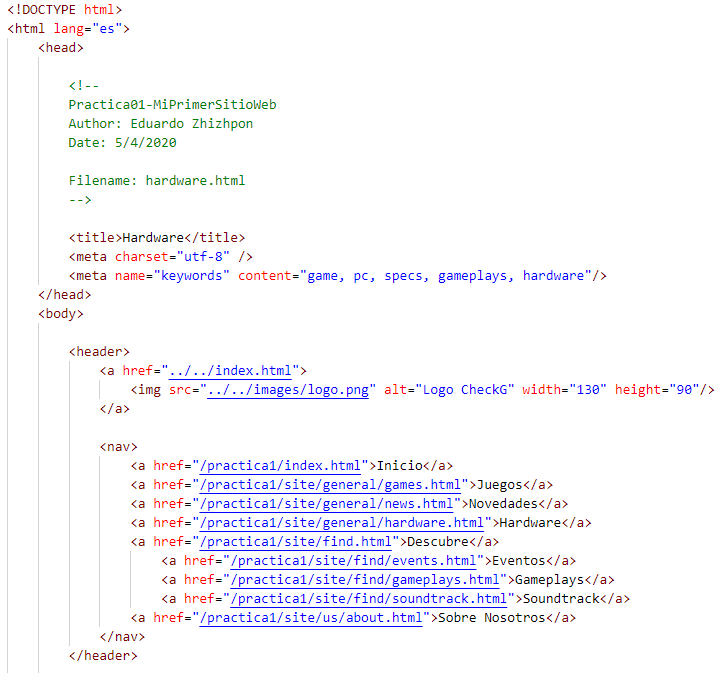 <!DOCTYPE html>
<html lang="es">
<head>
<!--
Practica01-MiPrimerSitioWeb
Author: Eduardo Zhizhpon
Date: 5/4/2020
Filename: hardware.html
-->
<title>Hardware</title>
<meta charset="utf-8" />
<meta name="keywords" content="game, pc, specs, gameplays, hardware"/>
</head>
<body>
<header>
<a href="../../index.html">
<img src="../../images/logo.png" alt="Logo CheckG" width="130" height="90"/>
</a>
<nav>
<a href="/practica1/index.html">Inicio</a>
<a href="/practica1/site/general/games.html">Juegos</a>
<a href="/practica1/site/general/news.html">Novedades</a>
<a href="/practica1/site/general/hardware.html">Hardware</a>
<a href="/practica1/site/find.html">Descubre</a>
<a href="/practica1/site/find/events.html">Eventos</a>
<a href="/practica1/site/find/gameplays.html">Gameplays</a>
<a href="/practica1/site/find/soundtrack.html">Soundtrack</a>
<a href="/practica1/site/us/about.html">Sobre Nosotros</a>
</nav>
</header>